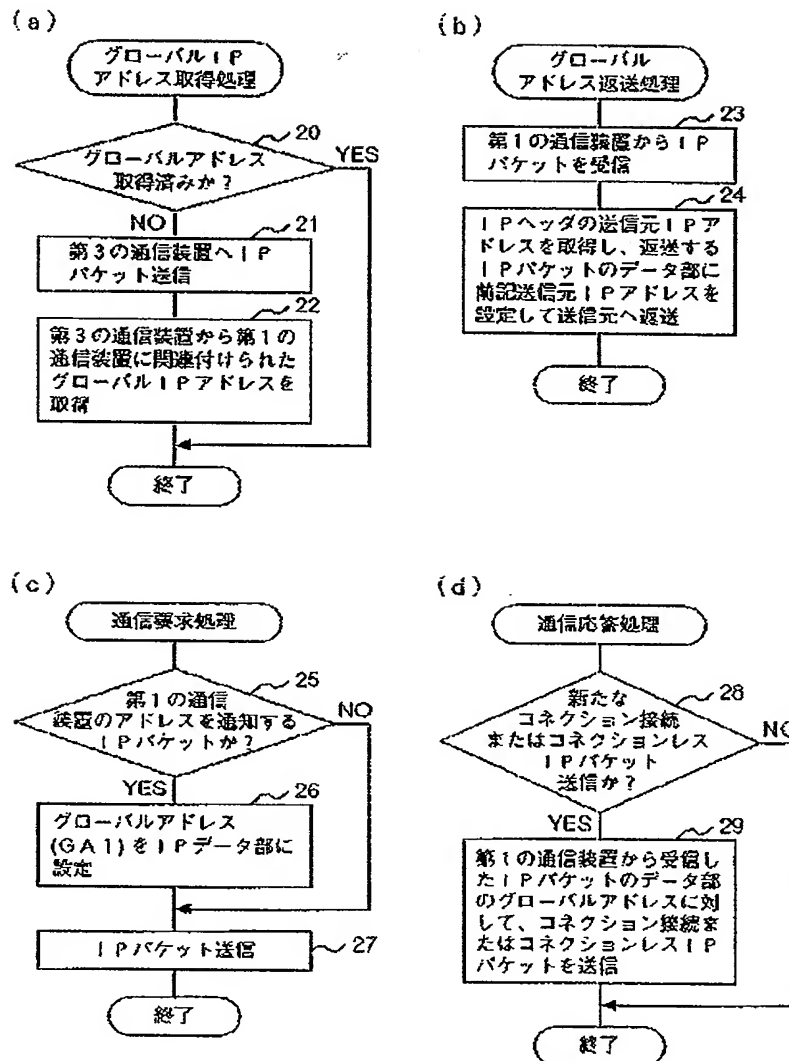 (a)
グローバルIP
アドレス取得処理
20
グローバルアドレス
取得済みか?
YES
NO
21
第3の通信装置へIP
パケット送信
22
第3の通信装置から第1の
通信装置に関連付けられた
グローバルIPアドレスを
取得
終了
(b)
グローバル
アドレス返送処理
23
第1の通信装置からIP
パケットを受信
24
IPヘッダの送信元IPア
ドレスを取得し、返送する
IPパケットのデータ部に
前記送信元IPアドレスを
設定して送信元へ返送
終了
(c)
通信要求処理
25
第1の通信
装置のアドレスを通知する
IPパケットか?
NO
YES
26
グローバルアドレス
(GA1)をIPデータ部に
設定
27
IPパケット送信
終了
(d)
通信応答処理
28
新たな
コネクション接続
またはコネクションレス
IPパケット
送信か?
NO
YES
29
第1の通信装置から受信し
たIPパケットのデータ部
のグローバルアドレスに対
して、コネクション接続ま
たはコネクションレスIP
パケットを送信
終了